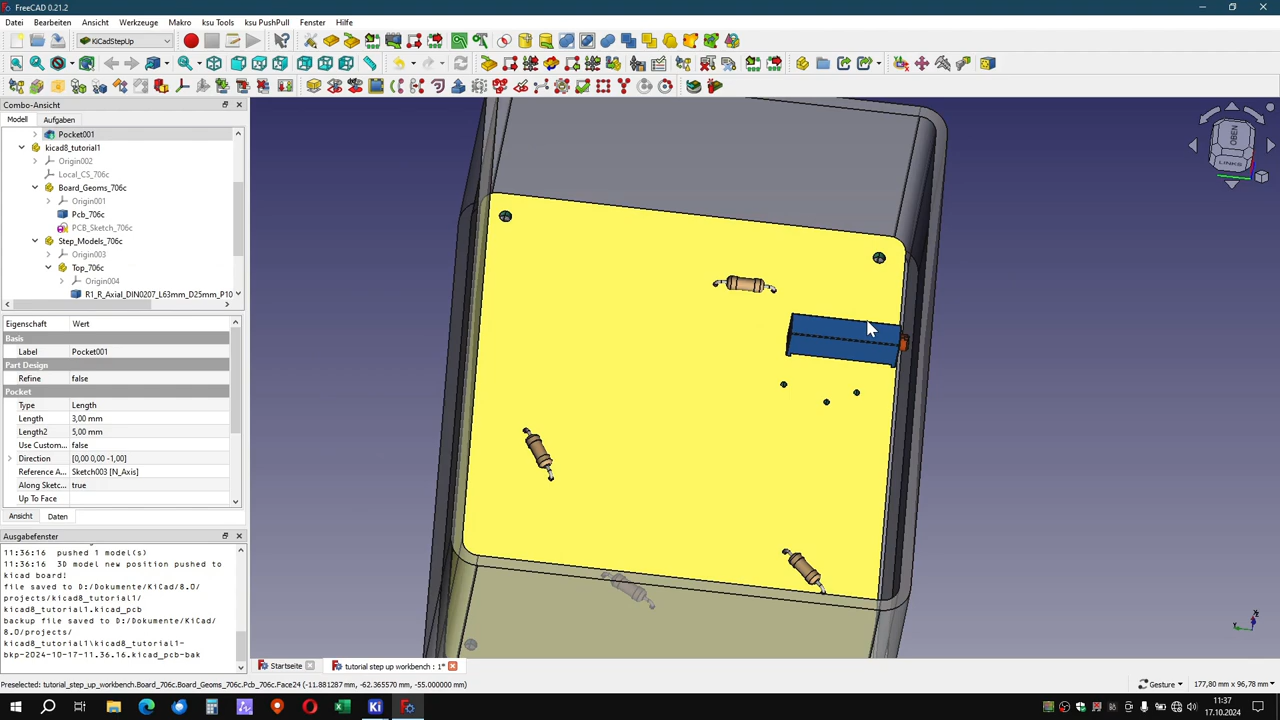 FreeCAD 0.21.2
Datei Bearbeiten Ansicht Werkzeuge Makro ksu Tools ksu PushPull Fenster Hilfe
KiCadStepUp
Combo-Ansicht
Modell Aufgaben
Pocket001
kicad8_tutorial1
Origin002
Local_CS_706c
Board_Geoms_706c
Origin001
Pcb_706c
PCB_Sketch_706c
Step_Models_706c
Origin003
Top_706c
Origin004
R1_R_Axial_DIN0207_L63mm_D25mm_P10
Eigenschaft Wert
Basis
Label Pocket001
Part Design
Refine false
Pocket
Type Length
Length 3,00 mm
Length2 5,00 mm
Use Custom... false
Direction [0,00 0,00 -1,00]
Reference A... Sketch003 [N_Axis]
Along Sketc... true
Up To Face
Ansicht Daten
Ausgabefenster
11:36:16 pushed 1 model(s)
11:36:16 3D model new position pushed to
kicad board!
file saved to D:/Dokumente/KiCad/8.0/
projects/kicad8_tutorial1/
kicad8_tutorial1.kicad_pcb
backup file saved to D:/Dokumente/KiCad/
8.0/projects/
kicad8_tutorial1\kicad8_tutorial1-
bkp-2024-10-17-11.36.16.kicad_pcb-bak
Startseite tutorial step up workbench : 1*
Preselected: tutorial_step_up_workbench.Board_706c.Board_Geoms_706c.Pcb_706c.Face24 (-11.881287 mm, -62.365570 mm, -55.000000 mm)
Gesture 177,80 mm x 96,78 mm
11:37
17.10.2024